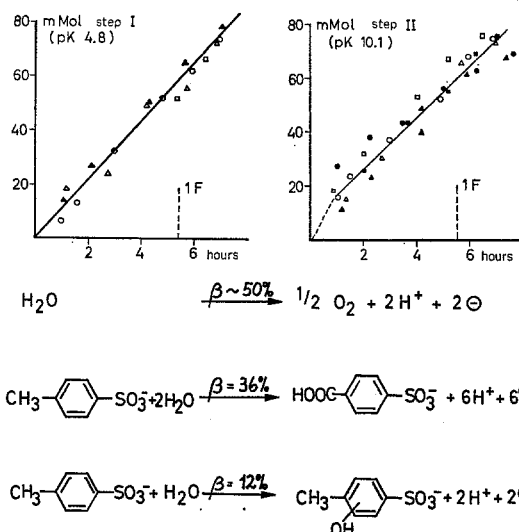 mMol step I
(pK 4.8)
80
60
40
20
1F
2 4 6 hours
mMol step II
(pK 10.1)
80
60
40
20
1F
2 4 6 hours
H₂O β~50% 1/2 O₂ + 2H⁺ + 2⊖
CH₃ SO₃⁻+2H₂O β=36% HOOC SO₃⁻ + 6H⁺ + 6
CH₃ SO₃⁻+ H₂O β=12% CH₃ SO₃⁻+ 2H⁺ + 2
OH